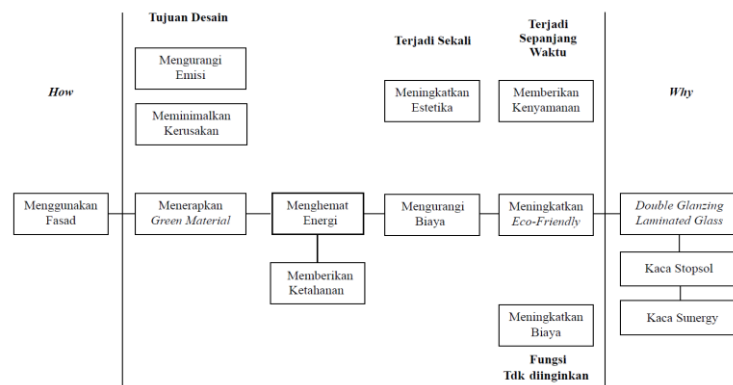 Tujuan Desain
Terjadi Sekali
Terjadi
Sepanjang
Waktu
How
Why
Mengurangi
Emisi
Meminimalkan
Kerusakan
Meningkatkan
Estetika
Memberikan
Kenyamanan
Menggunakan
Fasad
Menerapkan
Green Material
Menghemat
Energi
Mengurangi
Biaya
Meningkatkan
Eco-Friendly
Double Glanzing
Laminated Glass
Memberikan
Ketahanan
Kaca Stopsol
Kaca Sunergy
Meningkatkan
Biaya
Fungsi
Tdk diinginkan